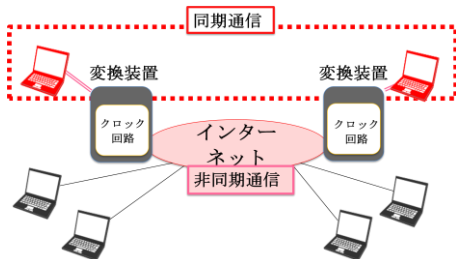 同期通信
変換装置
変換装置
クロック
回路
クロック
回路
インター
ネット
非同期通信